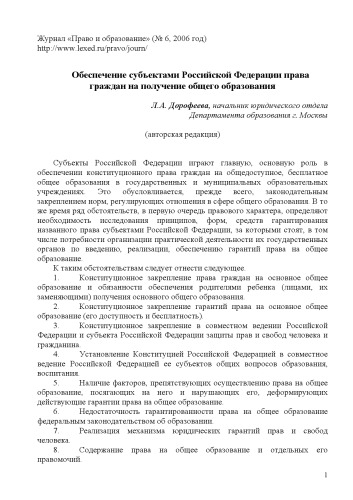 Журнал «Право и образование» (№ 6, 2006 год)
http://www.lexed.ru/pravo/journ/
Обеспечение субъектами Российской Федерации права
граждан на получение общего образования
Л.А. Дорофеева, начальник юридического отдела
Департамента образования г. Москвы
(авторская редакция)
Субъекты Российской Федерации играют главную, основную роль в
обеспечении конституционного права граждан на общедоступное, бесплатное
общее образования в государственных и муниципальных образовательных
учреждениях. Это обусловливается, прежде всего, законодательным
закреплением норм, регулирующих отношения в сфере общего образования. В то
же время ряд обстоятельств, в первую очередь правового характера, определяют
необходимость исследования принципов, форм, средств гарантирования
названного права субъектами Российской Федерации, за которыми стоят, в том
числе потребности организации практической деятельности их государственных
органов по введению, реализации, обеспечению гарантий права на общее
образование.
К таким обстоятельствам следует отнести следующее.
1. Конституционное закрепление права граждан на основное общее
образование и обязанности обеспечения родителями ребенка (лицами, их
заменяющими) получения основного общего образования.
2. Конституционное закрепление гарантий права на основное общее
образование (его доступность и бесплатность).
3. Конституционное закрепление в совместном ведении Российской
Федерации и субъекта Российской Федерации защиты прав и свобод человека и
гражданина.
4. Установление Конституцией Российской Федерацией в совместное
ведение Российской Федерацией ее субъектов общих вопросов образования,
воспитания.
5. Наличие факторов, препятствующих осуществлению права на общее
образование, посягающих на него и нарушающих его, деформирующих
действующие гарантии права на общее образование.
6. Недостаточность гарантированности права на общее образование
федеральным законодательством об образовании.
7. Реализация механизма юридических гарантий прав и свобод
человека.
8. Содержание права на общее образование и отдельных его
правомочий.
1